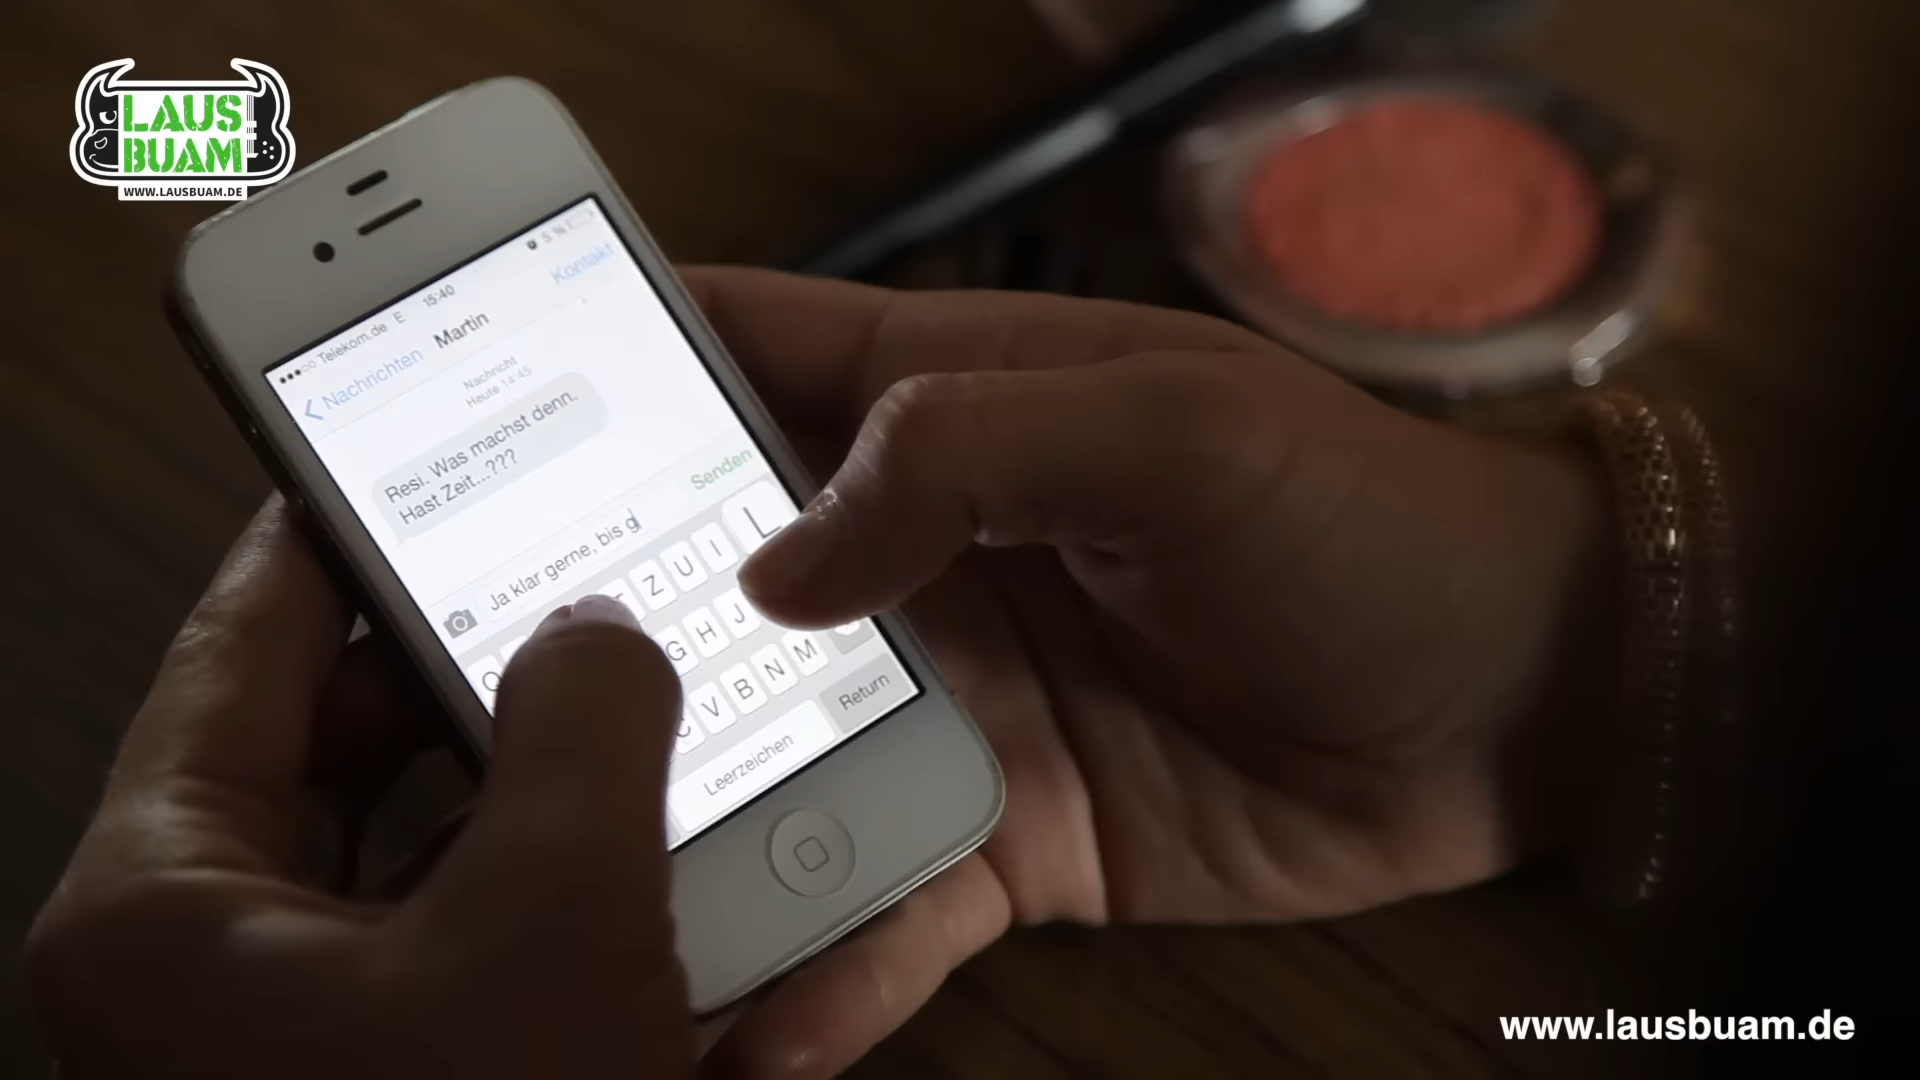 LAUS
BUAM
WWW.LAUSBUAM.DE
Telekom.de E 15:40 5 %
Nachrichten Martin Kontakt
Nachricht
Heute 14:45
Resi. Was machst denn.
Hast Zeit...???
Ja klar gerne, bis g
Senden
Q T Z U I L
G H J
C V B N M
Leerzeichen Return
www.lausbuam.de